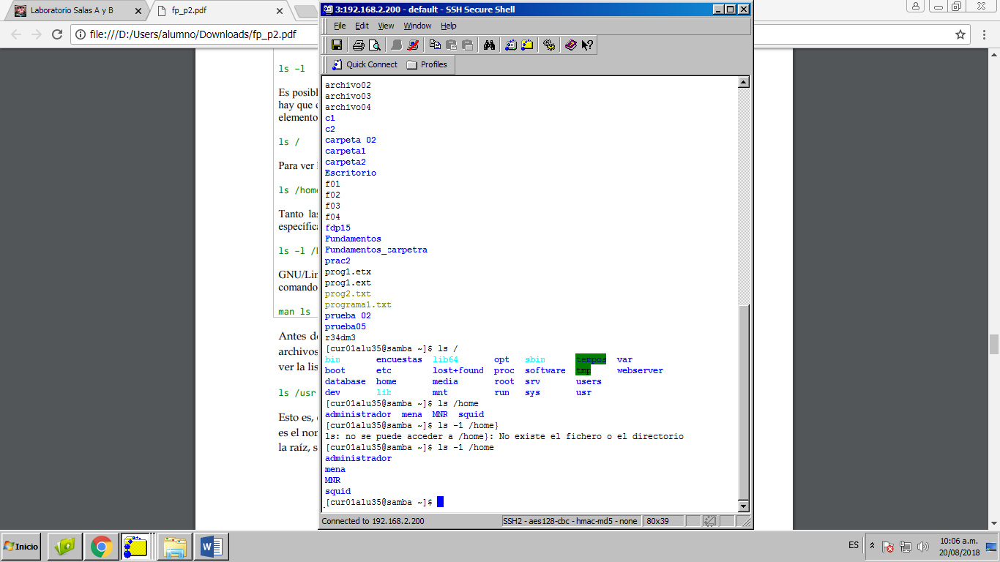 Laboratorio Salas A y B
fp_p2.pdf
file:///D:/Users/alumno/Downloads/fp_p2.pdf
ls -l
Es posibl
hay que e
elemento
ls /
Para ver
ls /home
Tanto las
específica
ls -l /
GNU/Lin
comando
man ls
Antes de
archivos
ver la lis
ls /usr
Esto es,
es el nom
la raíz, s
3:192.168.2.200 - default - SSH Secure Shell
File Edit View Window Help
Quick Connect Profiles
archivo02
archivo03
archivo04
c1
c2
carpeta 02
carpeta1
carpeta2
Escritorio
f01
f02
f03
f04
fdp15
Fundamentos
Fundamentos_carpetra
prac2
prog1.etx
prog1.ext
prog2.txt
programa1.txt
prueba 02
prueba05
r34dm3
[cur01alu35@samba ~]$ ls /
bin encuestas lib64 opt sbin tempos var
boot etc lost+found proc software tmp webserver
database home media root srv users
dev lib mnt run sys usr
[cur01alu35@samba ~]$ ls /home
administrador mena MNR squid
[cur01alu35@samba ~]$ ls -1 /home}
ls: no se puede acceder a /home}: No existe el fichero o el directorio
[cur01alu35@samba ~]$ ls -1 /home
administrador
mena
MNR
squid
[cur01alu35@samba ~]$
Connected to 192.168.2.200 SSH2 - aes128-cbc - hmac-md5 - none 80x39
Inicio
ES
10:06 a.m.
20/08/2018